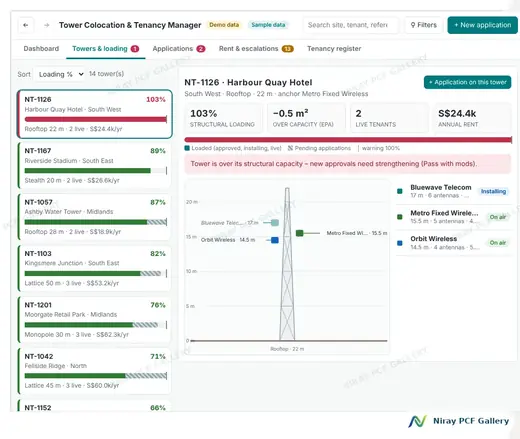 Tower Colocation & Tenancy Manager
Demo data
Sample data
Search site, tenant, refere
Filters
+ New application
Dashboard
Towers & loading 1
Applications 2
Rent & escalations 13
Tenancy register
Sort Loading % 14 tower(s)
NT-1126 103%
Harbour Quay Hotel · South West
Rooftop 22 m · 2 live · S$24.4k/yr
NT-1167 89%
Riverside Stadium · South East
Stealth 20 m · 2 live · S$26.6k/yr
NT-1057 87%
Ashby Water Tower · Midlands
Rooftop 28 m · 2 live · S$18.9k/yr
NT-1103 82%
Kingsmere Junction · South East
Lattice 50 m · 3 live · S$53.2k/yr
NT-1201 76%
Moorgate Retail Park · Midlands
Monopole 30 m · 3 live · S$62.3k/yr
NT-1042 71%
Fellside Ridge · North
Lattice 45 m · 3 live · S$60.0k/yr
NT-1152 66%
NT-1126 · Harbour Quay Hotel
+ Application on this tower
South West · Rooftop · 22 m · anchor Metro Fixed Wireless
103%
STRUCTURAL LOADING
−0.5 m²
OVER CAPACITY (EPA)
2
LIVE TENANTS
S$24.4k
ANNUAL RENT
Loaded (approved, installing, live)
Pending applications
warning 100%
Tower is over its structural capacity – new approvals need strengthening (Pass with mods).
20 m
15 m
10 m
5 m
Bluewave Telec... · 17 m
Orbit Wireless · 14.5 m
Metro Fixed Wi... · 15.5 m
Rooftop · 22 m
Bluewave Telecom
17 m · 6 antennas · ...
Installing
Metro Fixed Wirele...
15.5 m · 5 antennas · 4...
On air
Orbit Wireless
14.5 m · 4 antennas · 5...
On air
Niray PCF Gallery